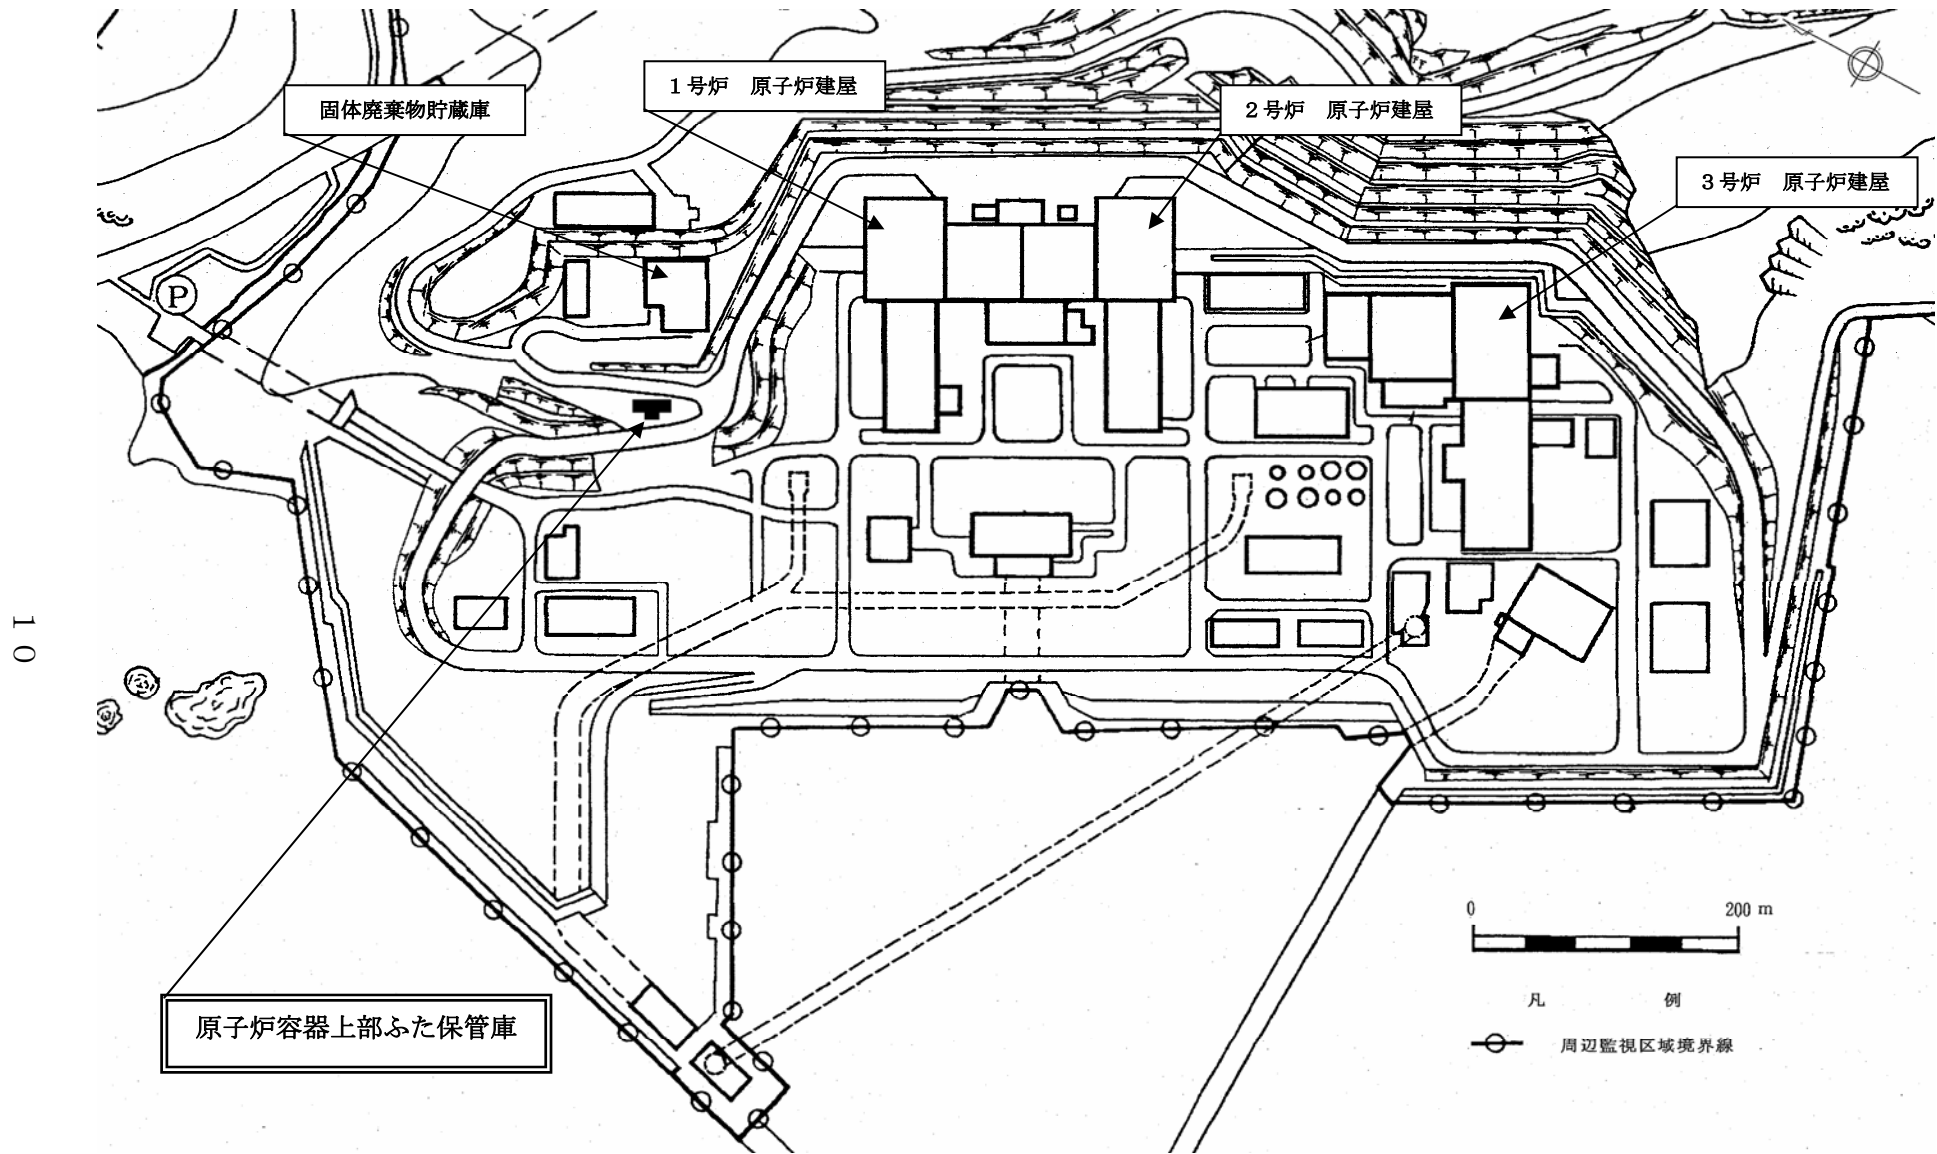 1号炉　原子炉建屋
固体廃棄物貯蔵庫
2号炉　原子炉建屋
3号炉　原子炉建屋
P
10
0　200 m
凡　例
原子炉容器上部ふた保管庫
周辺監視区域境界線